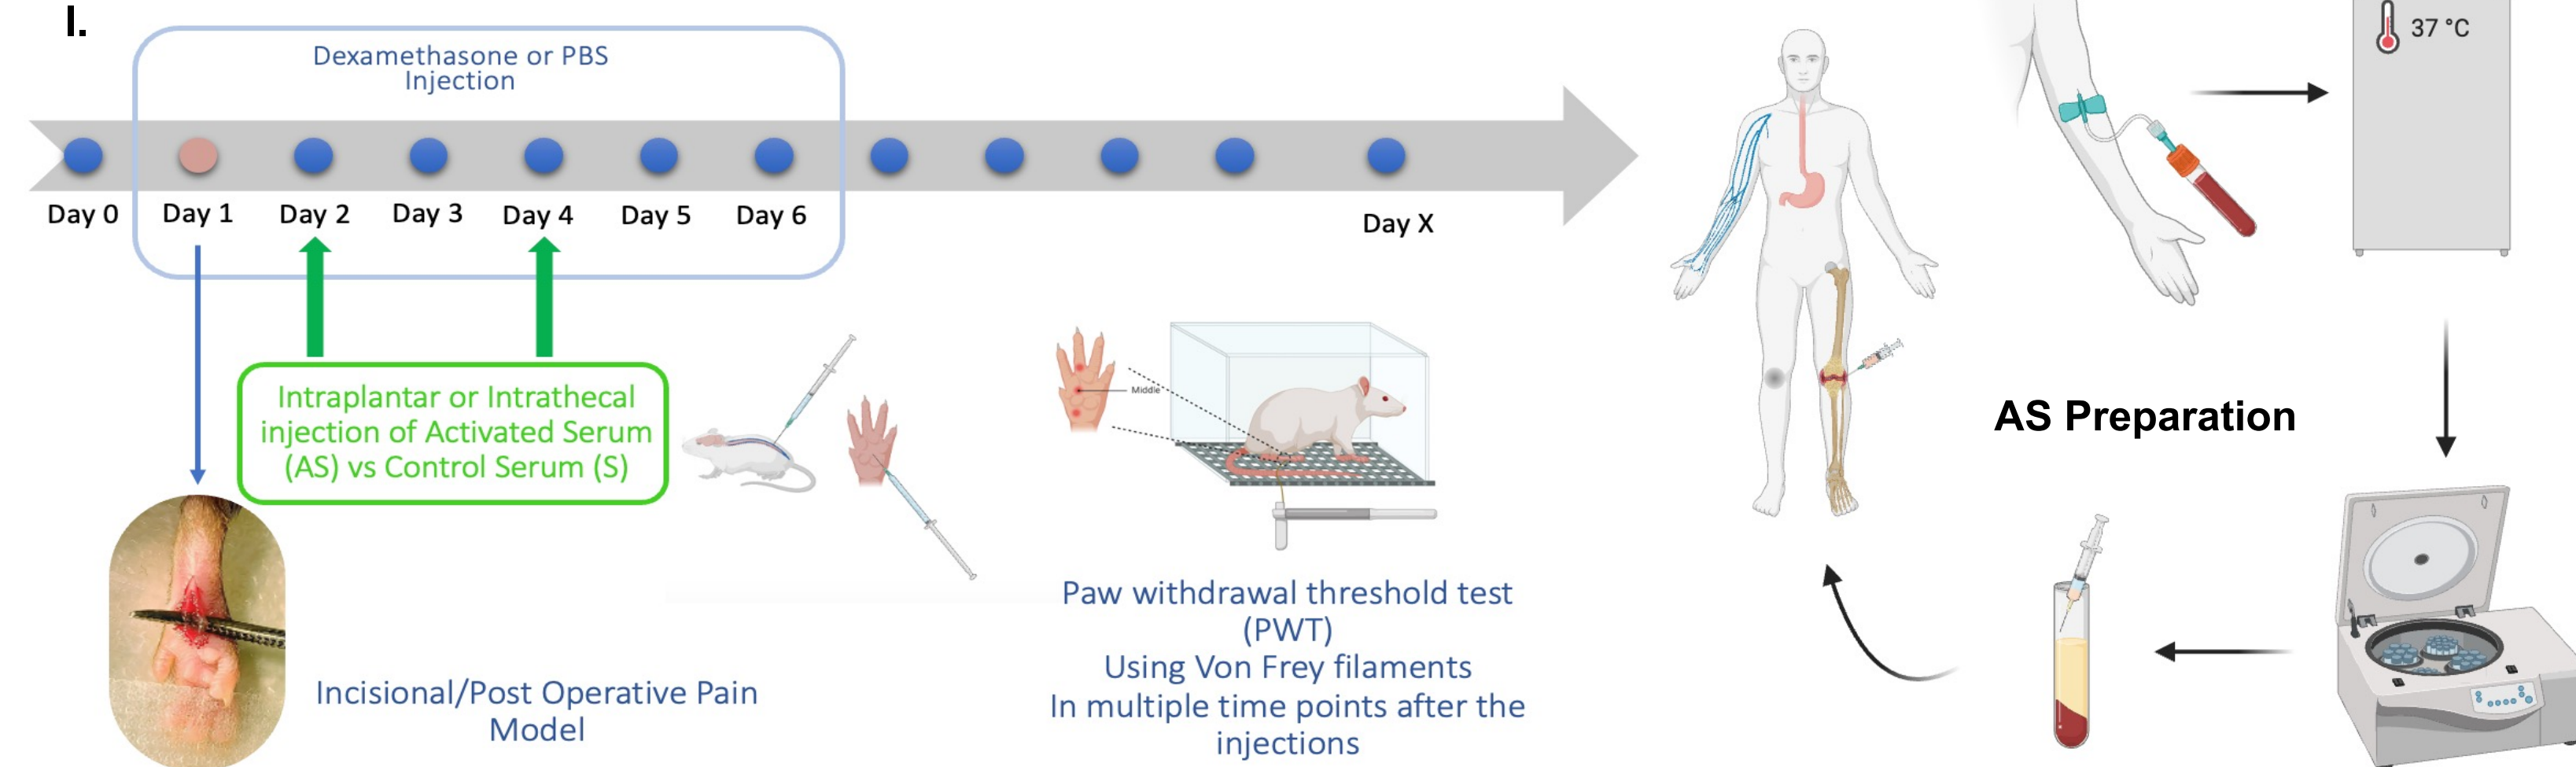 I.
Dexamethasone or PBS
Injection
Day 0
Day 1
Day 2
Day 3
Day 4
Day 5
Day 6
Day X
Intraplantar or Intrathecal
injection of Activated Serum
(AS) vs Control Serum (S)
Incisional/Post Operative Pain
Model
Middle
Paw withdrawal threshold test
(PWT)
Using Von Frey filaments
In multiple time points after the
injections
37 °C
AS Preparation